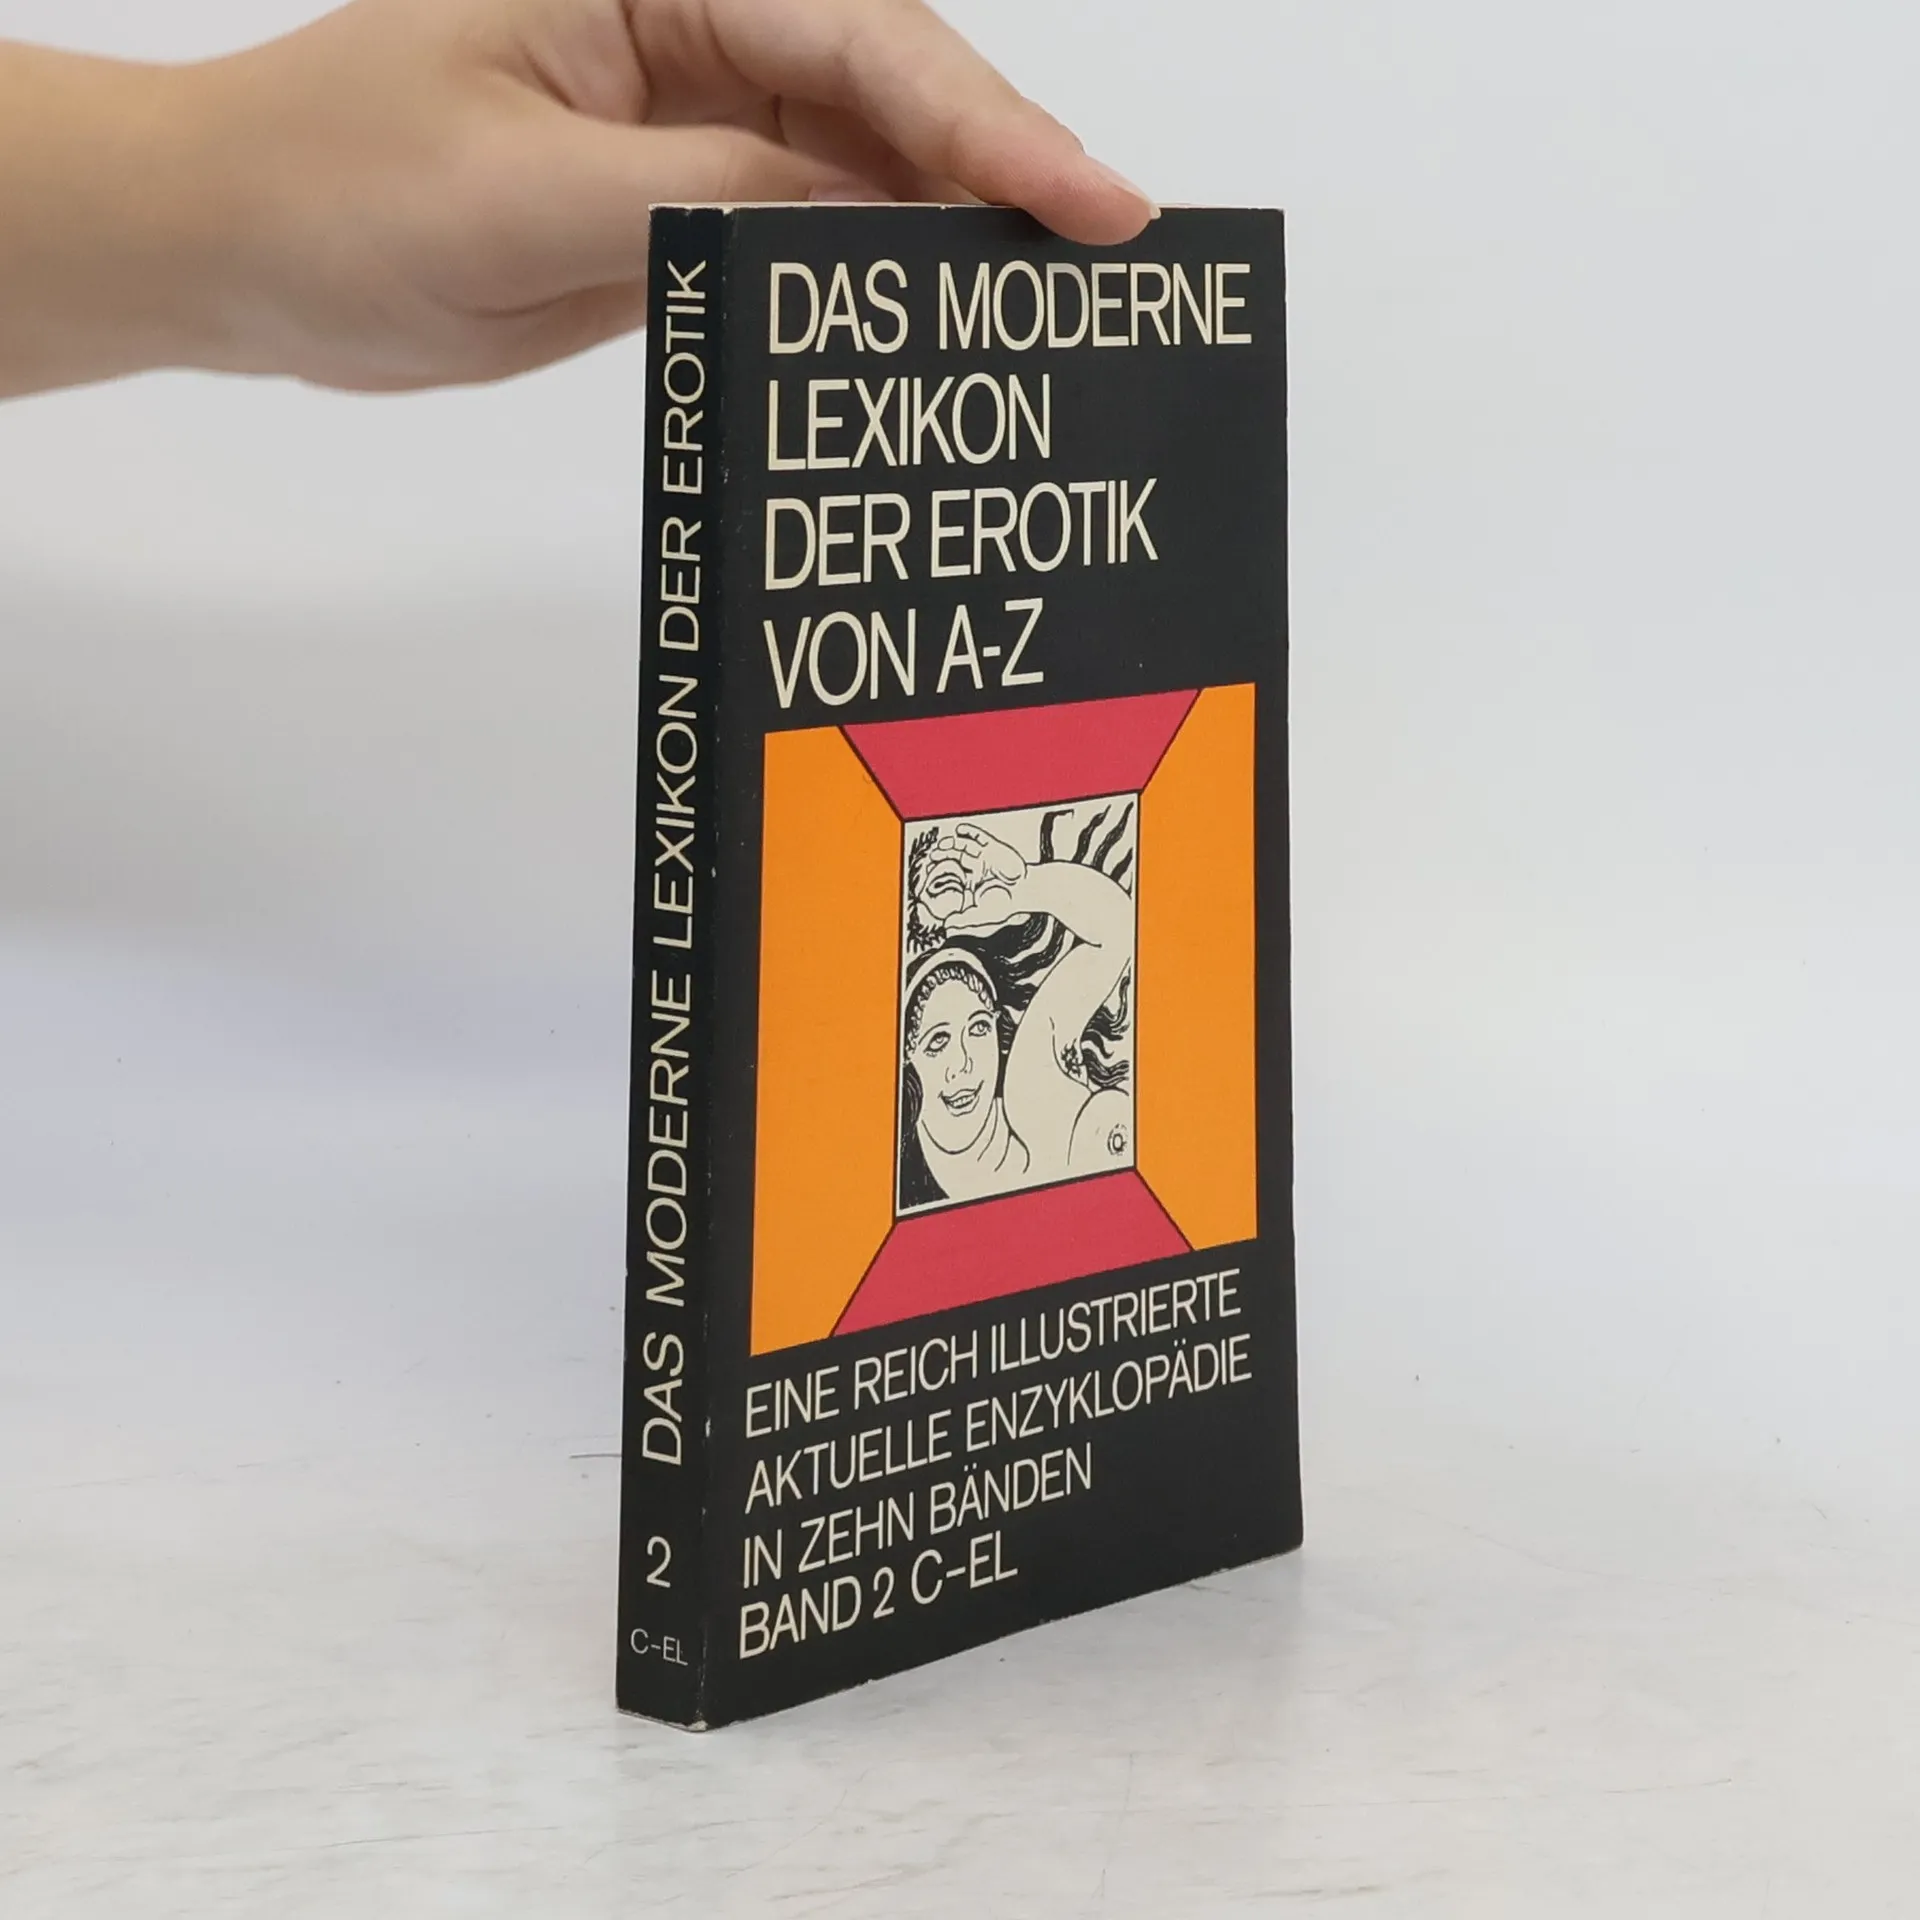 DAS MODERNE LEXIKON DER EROTIK
2
C-EL
DAS MODERNE
LEXIKON
DER EROTIK
VON A-Z
EINE REICH ILLUSTRIERTE
AKTUELLE ENZYKLOPÄDIE
IN ZEHN BÄNDEN
BAND 2 C-EL